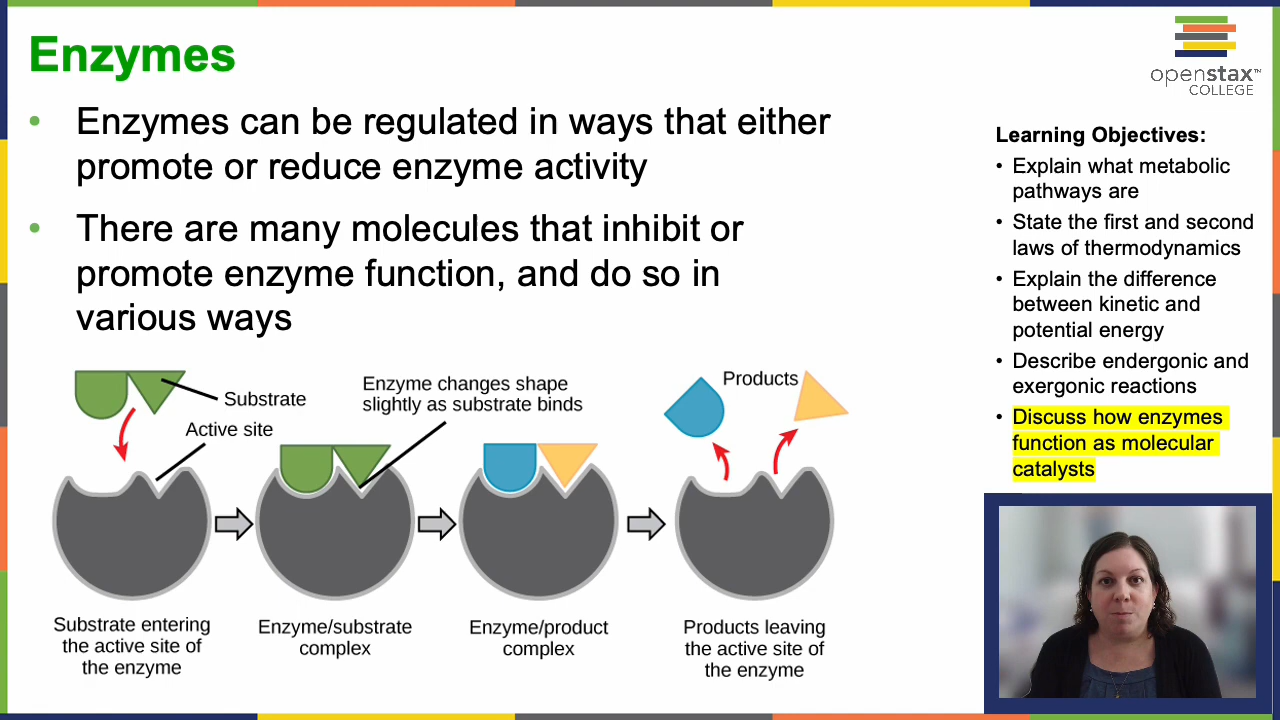 Enzymes
openstax™
COLLEGE
• Enzymes can be regulated in ways that either
promote or reduce enzyme activity
• There are many molecules that inhibit or
promote enzyme function, and do so in
various ways
Learning Objectives:
• Explain what metabolic
pathways are
• State the first and second
laws of thermodynamics
• Explain the difference
between kinetic and
potential energy
• Describe endergonic and
exergonic reactions
• Discuss how enzymes
function as molecular
catalysts
Substrate
Active site
Enzyme changes shape
slightly as substrate binds
Products
Substrate entering
the active site of
the enzyme
Enzyme/substrate
complex
Enzyme/product
complex
Products leaving
the active site of
the enzyme